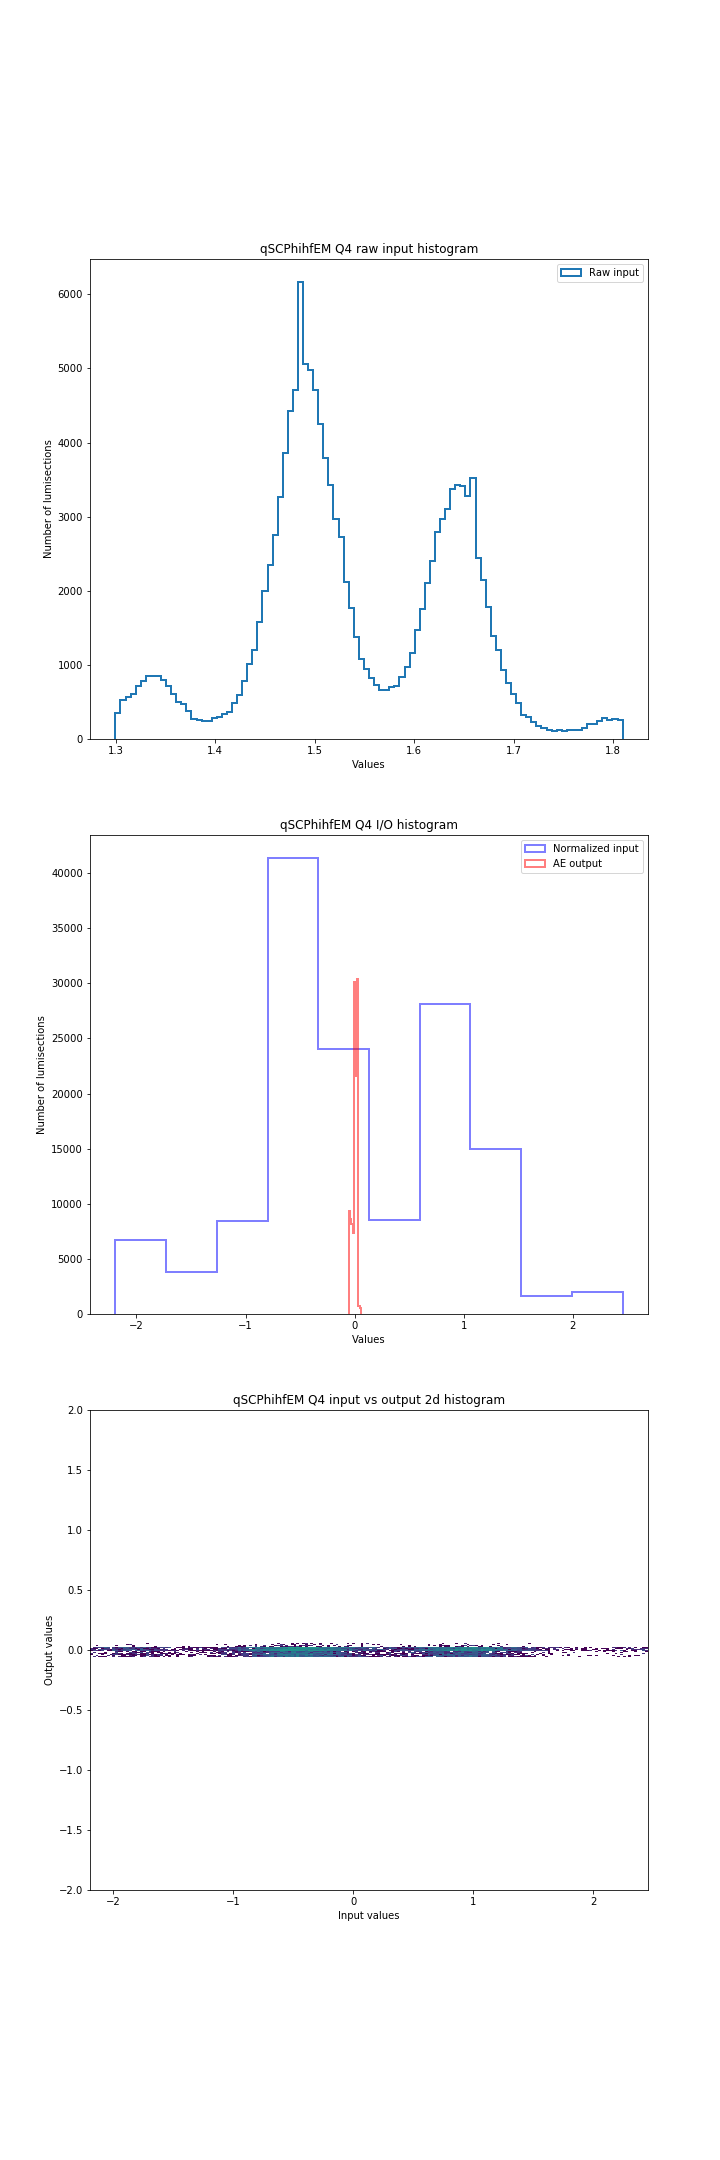 qSCPhihfEM Q4 raw input histogram
Raw input
6000
5000
4000
3000
2000
1000
0
Number of lumisections
1.3 1.4 1.5 1.6 1.7 1.8
Values
qSCPhihfEM Q4 I/O histogram
Normalized input
AE output
40000
35000
30000
25000
20000
15000
10000
5000
0
Number of lumisections
−2 −1 0 1 2
Values
qSCPhihfEM Q4 input vs output 2d histogram
2.0
1.5
1.0
0.5
0.0
−0.5
−1.0
−1.5
−2.0
Output values
−2 −1 0 1 2
Input values